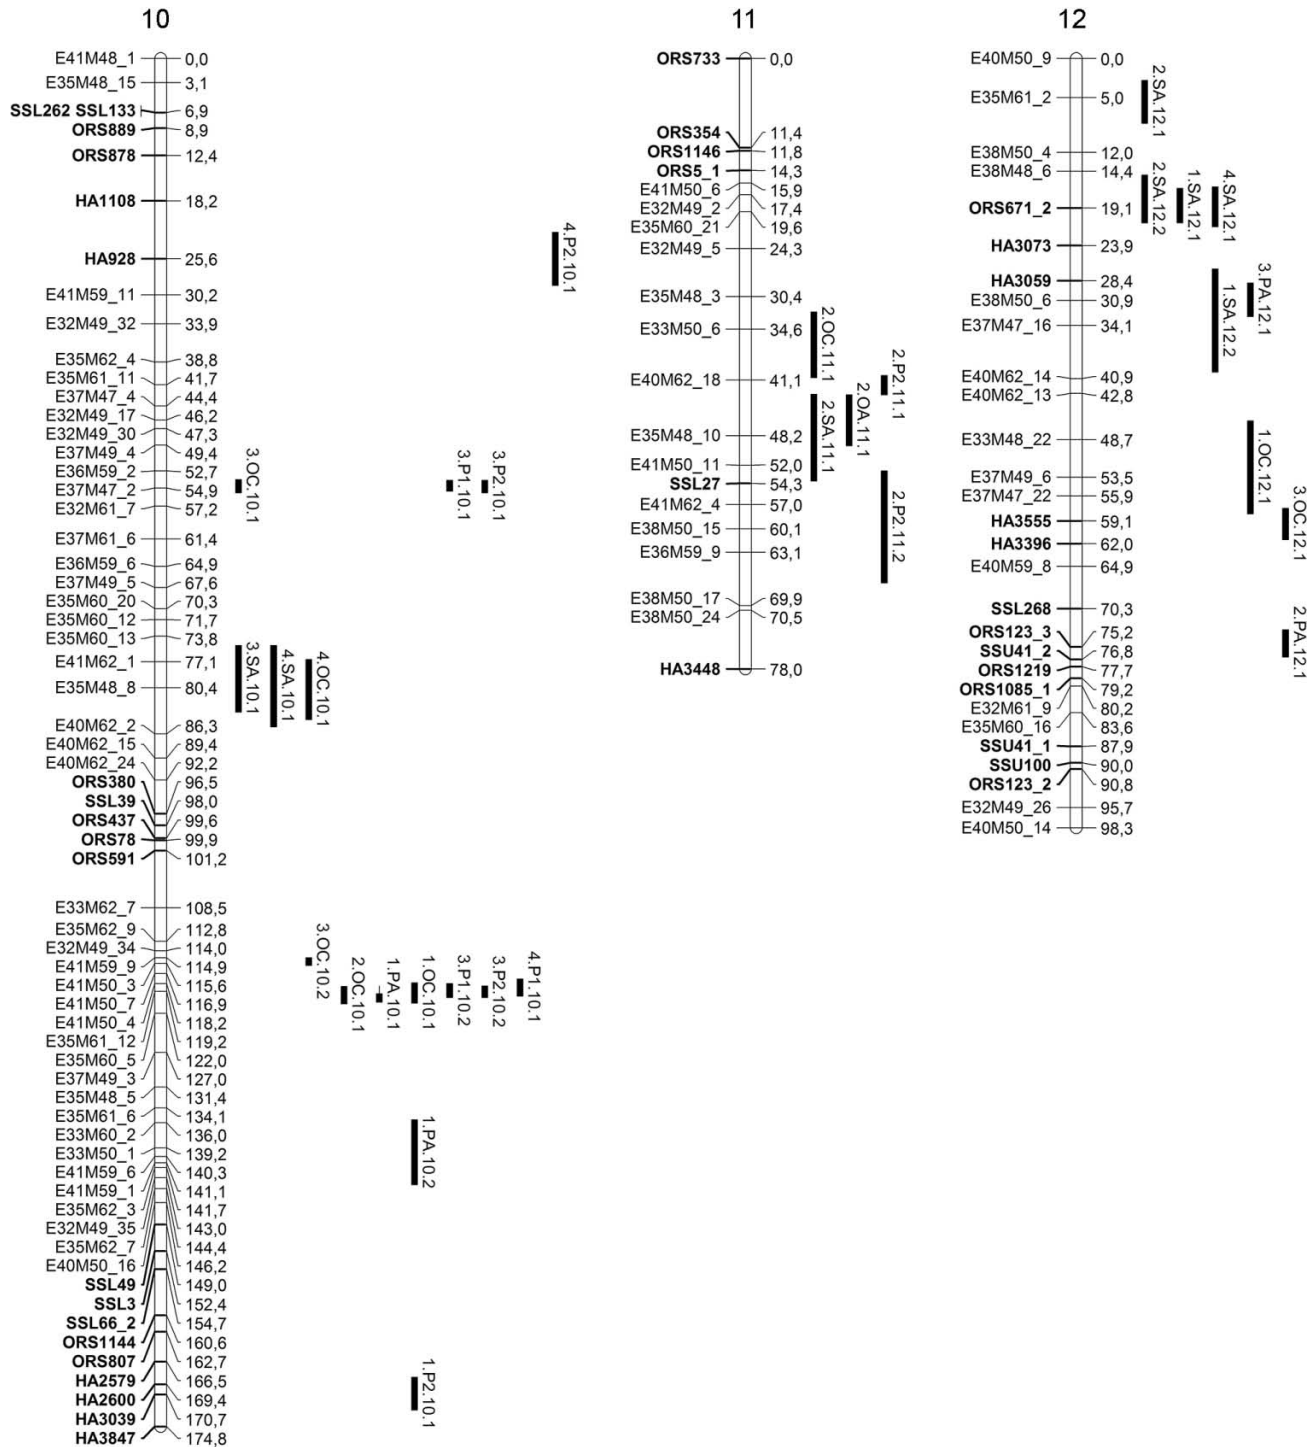 10
E41M48_1 0,0
E35M48_15 3,1
SSL262 SSL133 6,9
ORS889 8,9
ORS878 12,4
HA1108 18,2
HA928 25,6
E41M59_11 30,2
E32M49_32 33,9
E35M62_4 38,8
E35M61_11 41,7
E37M47_4 44,4
E32M49_17 46,2
E32M49_30 47,3
E37M49_4 49,4
E36M59_2 52,7
E37M47_2 54,9
E32M61_7 57,2
E37M61_6 61,4
E36M59_6 64,9
E37M49_5 67,6
E35M60_20 70,3
E35M60_12 71,7
E35M60_13 73,8
E41M62_1 77,1
E35M48_8 80,4
E40M62_2 86,3
E40M62_15 89,4
E40M62_24 92,2
ORS380 96,5
SSL39 98,0
ORS437 99,6
ORS78 99,9
ORS591 101,2
E33M62_7 108,5
E35M62_9 112,8
E32M49_34 114,0
E41M59_9 114,9
E41M50_3 115,6
E41M50_7 116,9
E41M50_4 118,2
E35M61_12 119,2
E35M60_5 122,0
E37M49_3 127,0
E35M48_5 131,4
E35M61_6 134,1
E33M60_2 136,0
E33M50_1 139,2
E41M59_6 140,3
E41M59_1 141,1
E35M62_3 141,7
E32M49_35 143,0
E35M62_7 144,4
E40M50_16 146,2
SSL49 149,0
SSL3 152,4
SSL66_2 154,7
ORS1144 160,6
ORS807 162,7
HA2579 166,5
HA2600 169,4
HA3039 170,7
HA3847 174,8
4.P2.10.1
3.OC.10.1
3.P1.10.1
3.P2.10.1
3.SA.10.1
4.SA.10.1
4.OC.10.1
3.OC.10.2
2.OC.10.1
1.PA.10.1
1.OC.10.1
3.P1.10.2
3.P2.10.2
4.P1.10.1
1.PA.10.2
1.P2.10.1
11
ORS733 0,0
ORS354 11,4
ORS1146 11,8
ORS5_1 14,3
E41M50_6 15,9
E32M49_2 17,4
E35M60_21 19,6
E32M49_5 24,3
E35M48_3 30,4
E33M50_6 34,6
E40M62_18 41,1
E35M48_10 48,2
E41M50_11 52,0
SSL27 54,3
E41M62_4 57,0
E38M50_15 60,1
E36M59_9 63,1
E38M50_17 69,9
E38M50_24 70,5
HA3448 78,0
2.OC.11.1
2.SA.11.1
2.OA.11.1
2.P2.11.1
2.P2.11.2
12
E40M50_9 0,0
E35M61_2 5,0
E38M50_4 12,0
E38M48_6 14,4
ORS671_2 19,1
HA3073 23,9
HA3059 28,4
E38M50_6 30,9
E37M47_16 34,1
E40M62_14 40,9
E40M62_13 42,8
E33M48_22 48,7
E37M49_6 53,5
E37M47_22 55,9
HA3555 59,1
HA3396 62,0
E40M59_8 64,9
SSL268 70,3
ORS123_3 75,2
SSU41_2 76,8
ORS1219 77,7
ORS1085_1 79,2
E32M61_9 80,2
E35M60_16 83,6
SSU41_1 87,9
SSU100 90,0
ORS123_2 90,8
E32M49_26 95,7
E40M50_14 98,3
2.SA.12.1
2.SA.12.2
1.SA.12.1
4.SA.12.1
1.SA.12.2
3.PA.12.1
1.OC.12.1
3.OC.12.1
2.PA.12.1